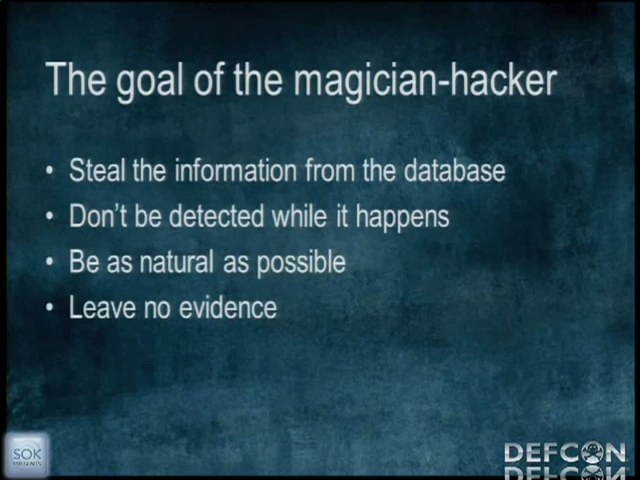 The goal of the magician-hacker
• Steal the information from the database
• Don't be detected while it happens
• Be as natural as possible
• Leave no evidence
SOK
PRESENTS
DEFCON